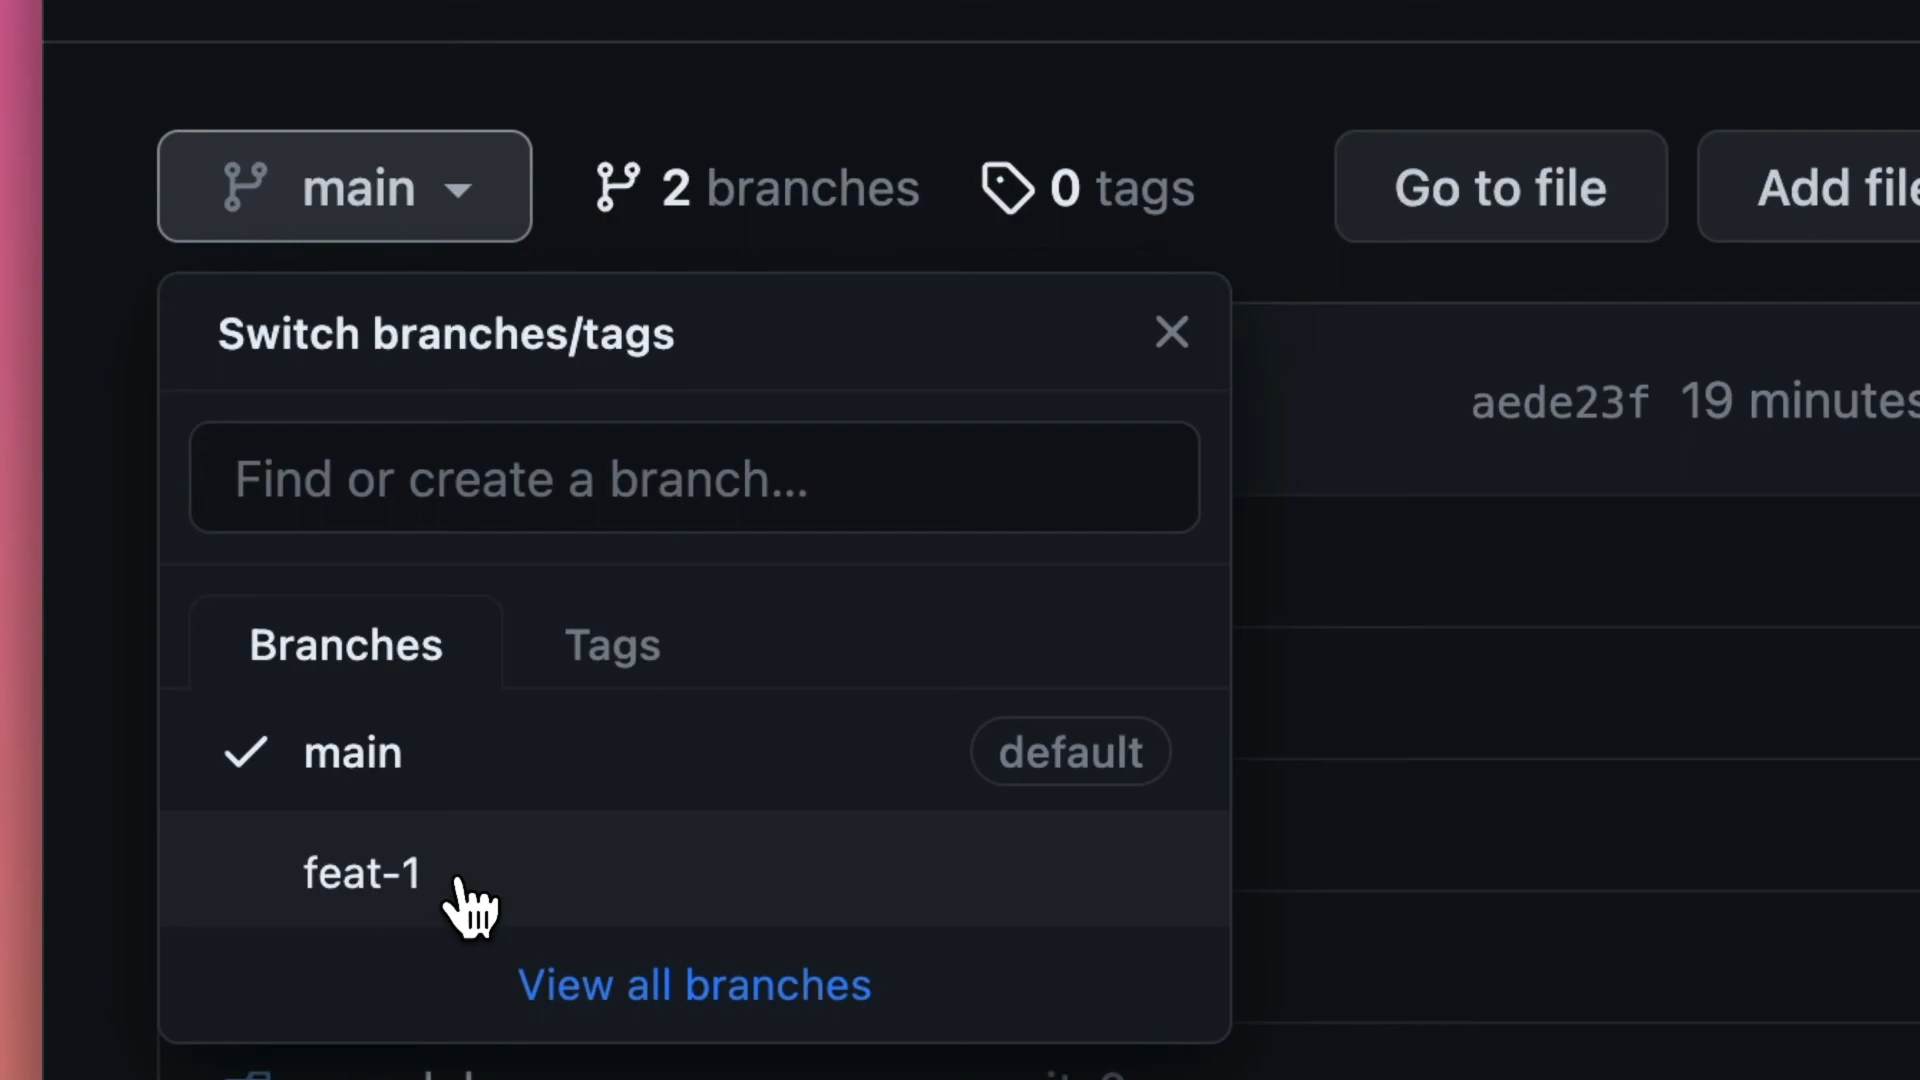 main
2 branches
0 tags
Go to file
Add file
Switch branches/tags
aede23f 19 minutes
Find or create a branch...
Branches
Tags
main
default
feat-1
View all branches